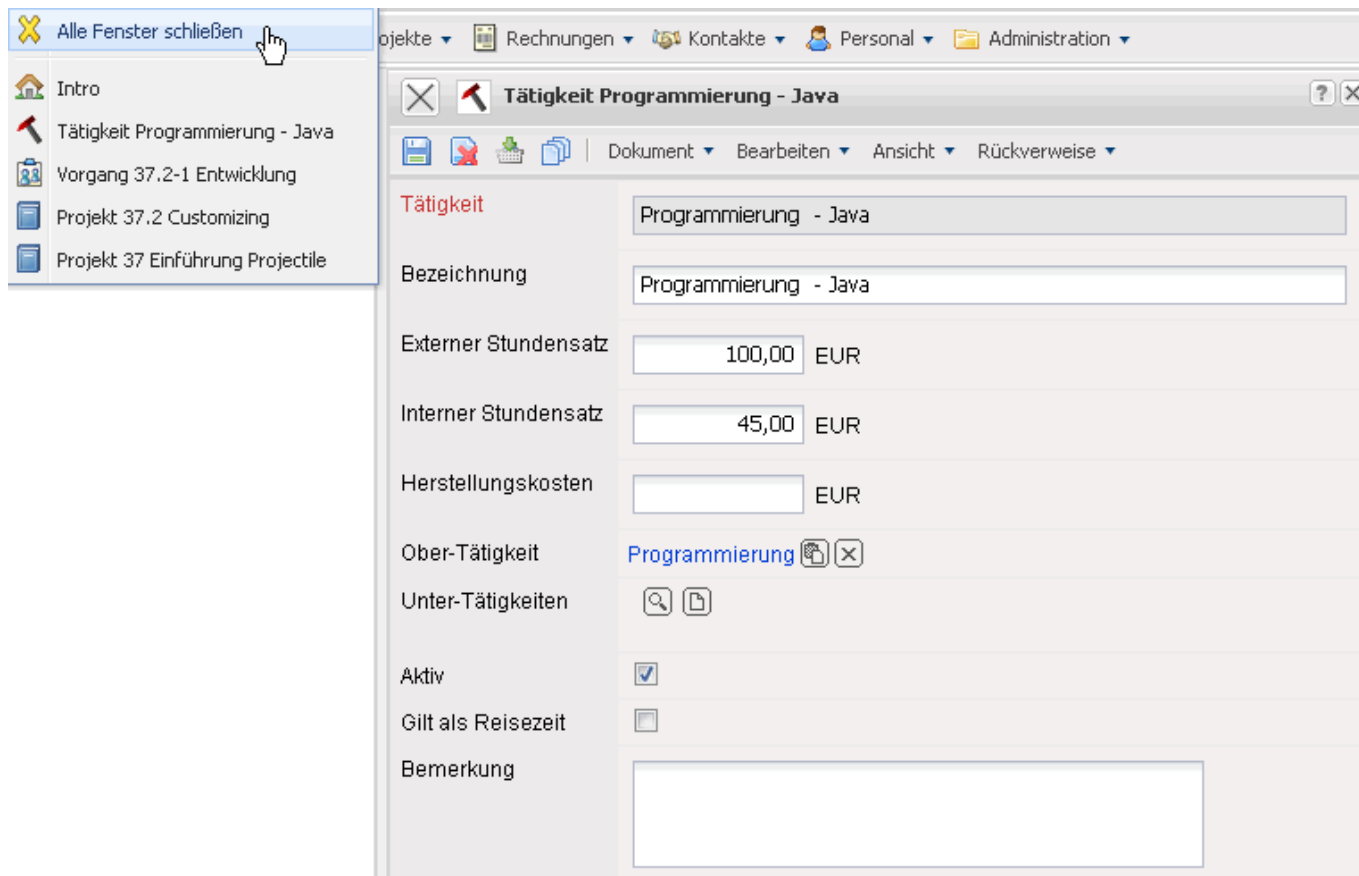 Alle Fenster schließen
Intro
Tätigkeit Programmierung - Java
Vorgang 37.2-1 Entwicklung
Projekt 37.2 Customizing
Projekt 37 Einführung Projectile
ojekte Rechnungen Kontakte Personal Administration
Tätigkeit Programmierung - Java
Dokument Bearbeiten Ansicht Rückverweise
Tätigkeit Programmierung - Java
Bezeichnung Programmierung - Java
Externer Stundensatz 100,00 EUR
Interner Stundensatz 45,00 EUR
Herstellungskosten EUR
Ober-Tätigkeit Programmierung
Unter-Tätigkeiten
Aktiv
Gilt als Reisezeit
Bemerkung